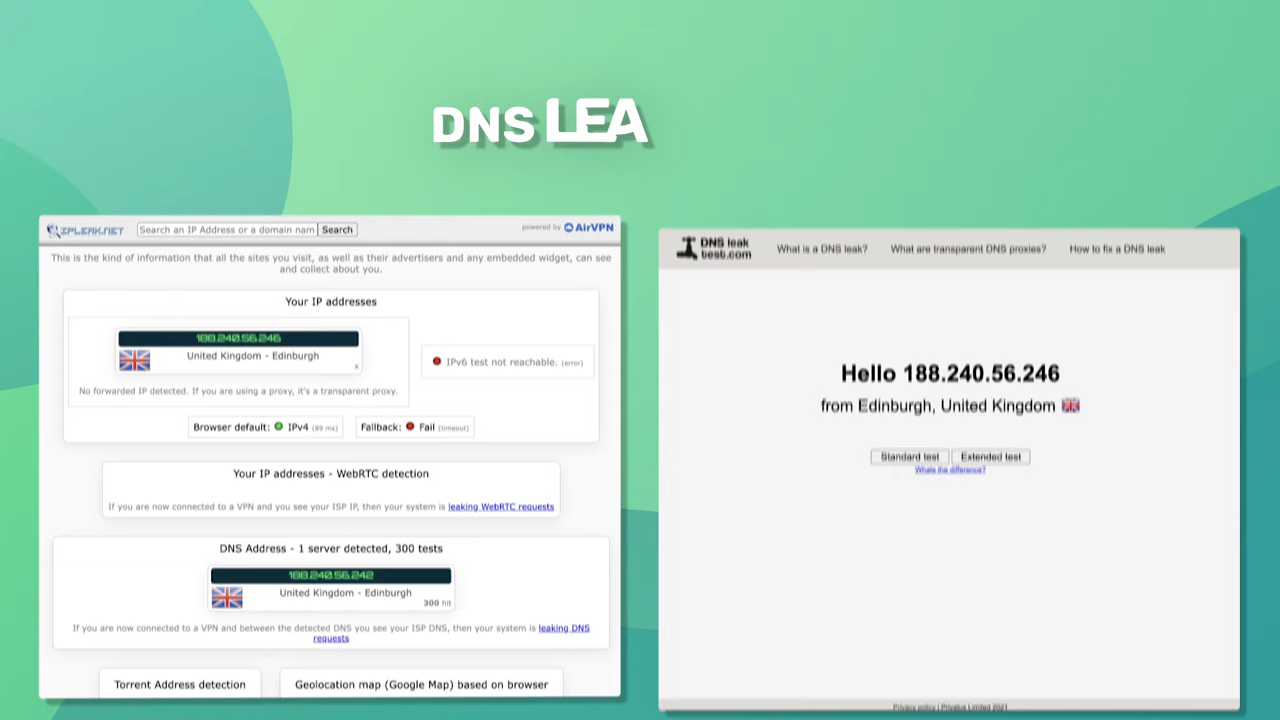 DNS LEA
IPLEAK.NET
Search an IP Address or a domain nam
Search
powered by AirVPN
This is the kind of information that all the sites you visit, as well as their advertisers and any embedded widget, can see
and collect about you.
Your IP addresses
188.240.56.246
United Kingdom - Edinburgh
No forwarded IP detected. If you are using a proxy, it's a transparent proxy.
IPv6 test not reachable. (error)
Browser default: IPv4 (89 ms)
Fallback: Fail (timeout)
Your IP addresses - WebRTC detection
If you are now connected to a VPN and you see your ISP IP, then your system is leaking WebRTC requests
DNS Address - 1 server detected, 300 tests
188.240.56.242
United Kingdom - Edinburgh
300 hit
If you are now connected to a VPN and between the detected DNS you see your ISP DNS, then your system is leaking DNS
requests
Torrent Address detection
Geolocation map (Google Map) based on browser
DNS leak
test.com
What is a DNS leak?
What are transparent DNS proxies?
How to fix a DNS leak
Hello 188.240.56.246
from Edinburgh, United Kingdom
Standard test
Extended test
Whats the difference?
Privacy policy | Privatus Limited 2021